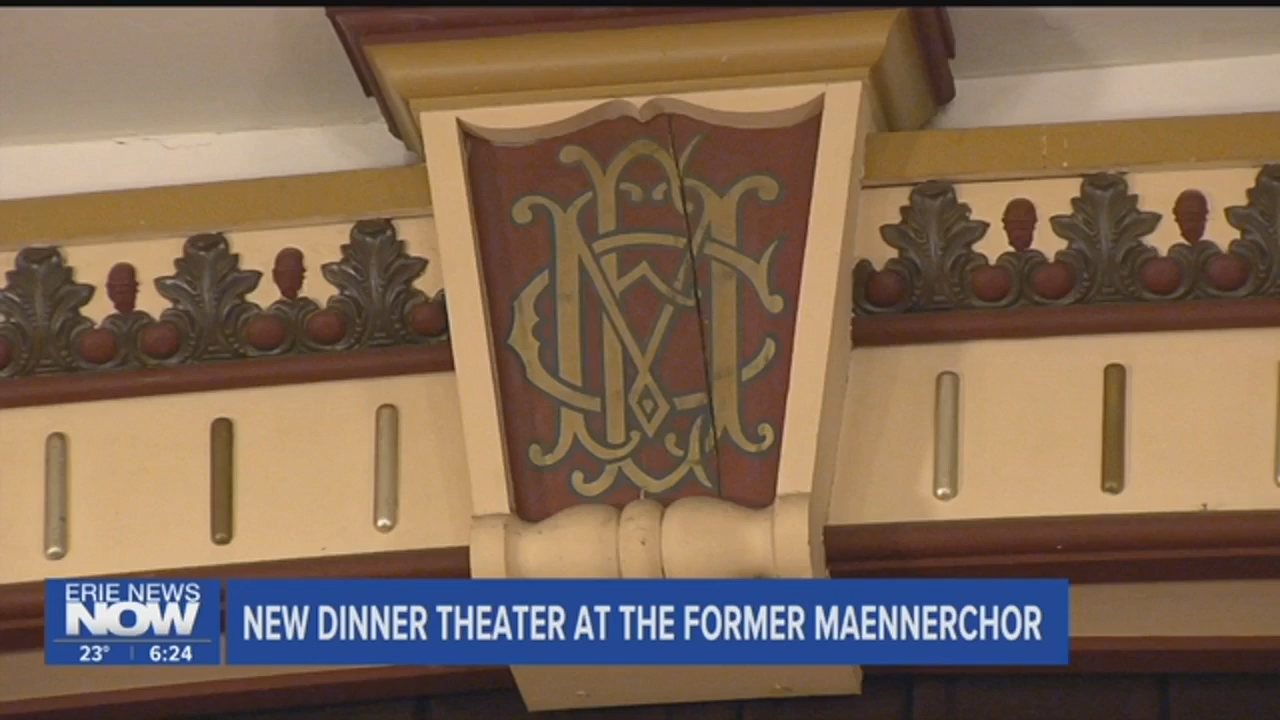 ERIE NEWS
NOW
23° 6:24
NEW DINNER THEATER AT THE FORMER MAENNERCHOR